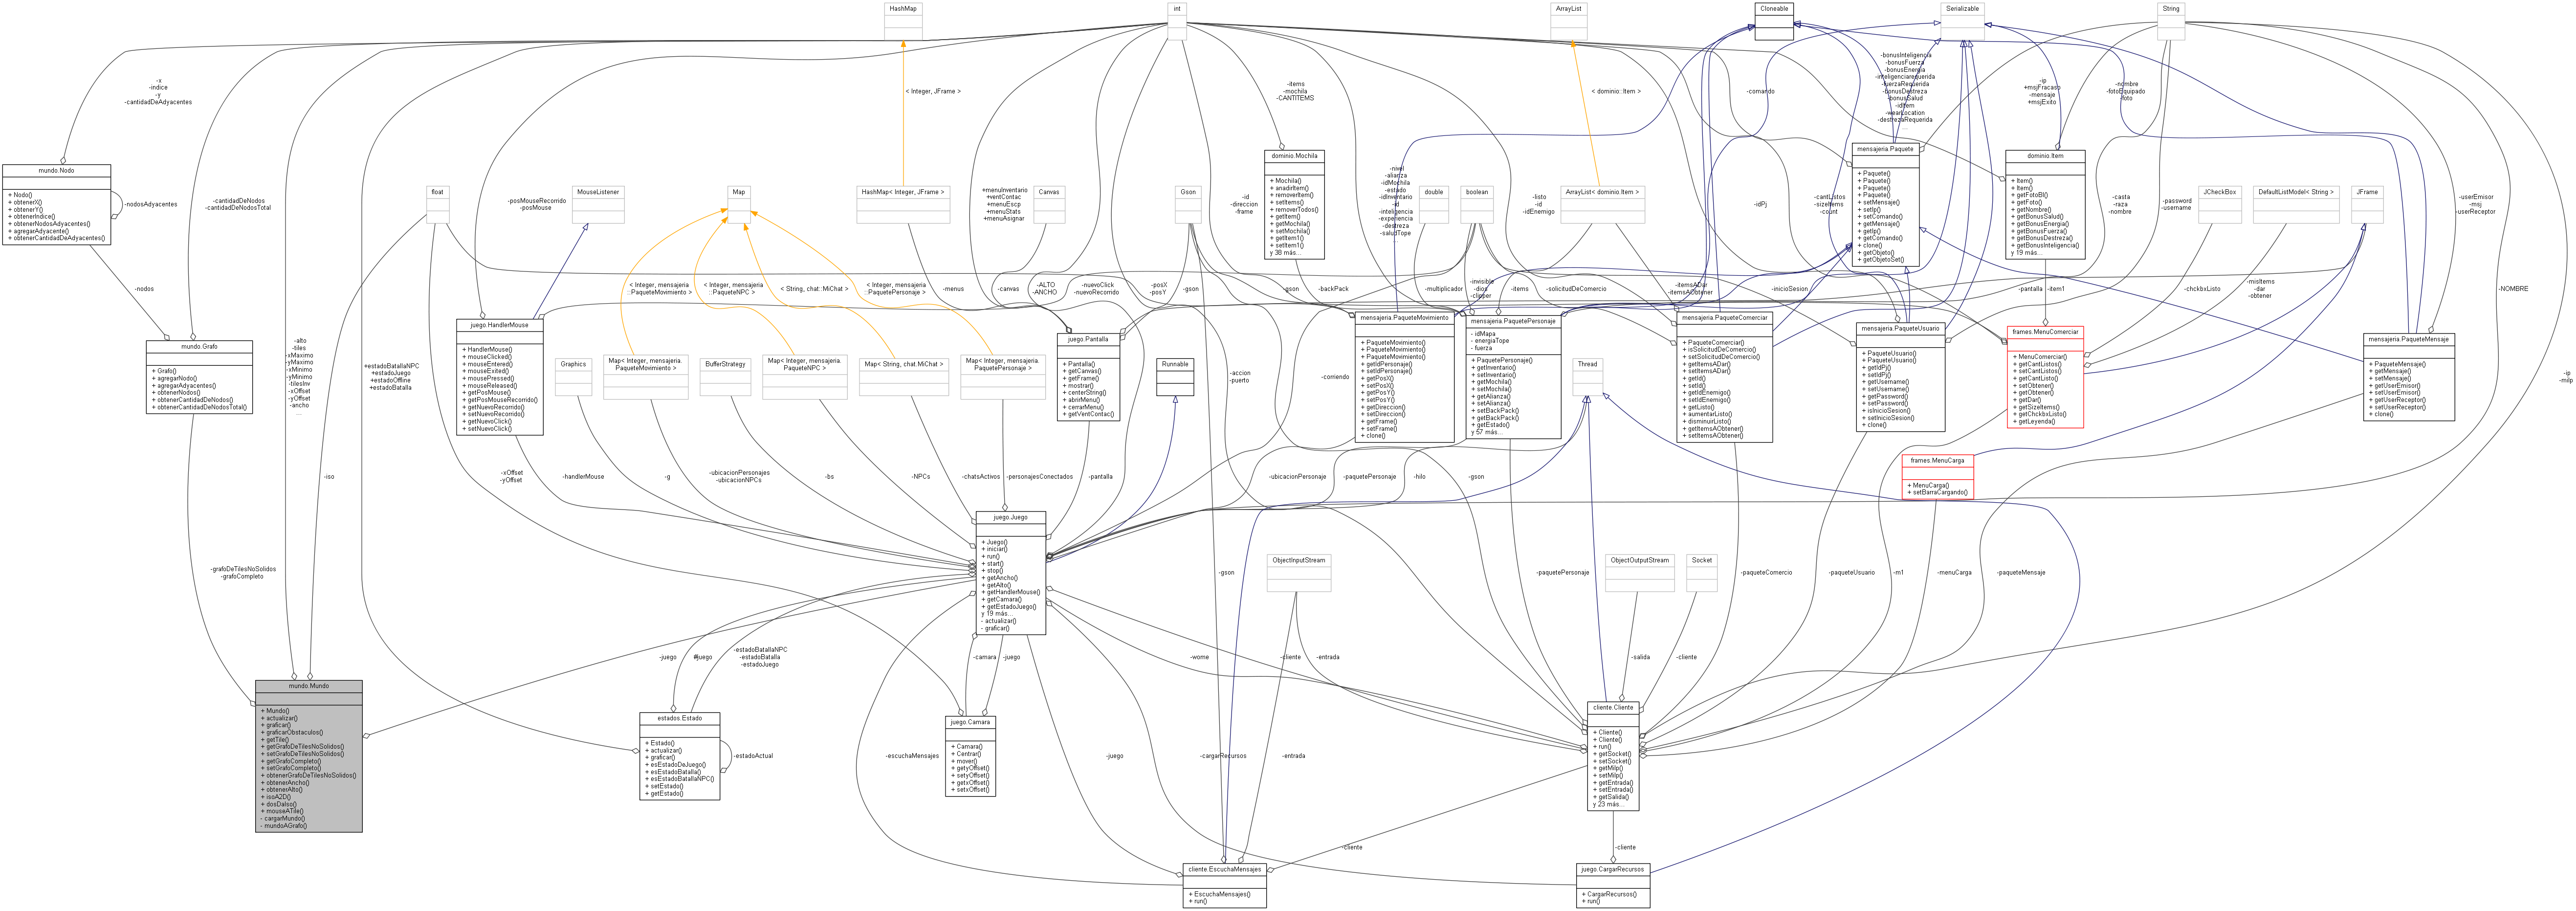 HashMap
int
ArrayList
Cloneable
Serializable
String
-x
-indice
-y
-cantidadDeAdyacentes
-cantidadDeNodos
-cantidadDeNodosTotal
-alto
-tiles
-xMaximo
-yMaximo
-xMinimo
-yMinimo
-tilesInv
-xOffset
-yOffset
-ancho
...
+estadoBatallaNPC
+estadoJuego
+estadoOffline
+estadoBatalla
-posMouseRecorrido
-posMouse
< Integer, JFrame >
+menuInventario
+ventContac
+menuEscp
+menuStats
+menuAsignar
-items
-mochila
-CANTITEMS
-id
-direccion
-frame
< dominio::Item >
-nivel
-alianza
-idMochila
-estado
-idInventario
-id
-inteligencia
-experiencia
-destreza
-saludTope
...
-listo
-id
-idEnemigo
-comando
-idPj
-cantListos
-sizeItems
-count
-bonusInteligencia
-bonusFuerza
-bonusEnergia
-inteligenciarequerida
-fuerzaRequerida
-bonusDestreza
-bonusSalud
-idItem
-wearLocation
-destrezaRequerida
...
-ip
+msjFracaso
-mensaje
+msjExito
-nombre
-fotoEquipado
-foto
-casta
-raza
-nombre
-password
-username
-userEmisor
-msj
-userReceptor
-NOMBRE
-ip
-milp
mundo.Nodo
+ Nodo()
+ obtenerX()
+ obtenerY()
+ obtenerIndice()
+ obtenerNodosAdyacentes()
+ agregarAdyacente()
+ obtenerCantidadDeAdyacentes()
-nodosAdyacentes
float
MouseListener
Map
HashMap< Integer, JFrame >
Canvas
Gson
dominio.Mochila
+ Mochila()
+ anadirItem()
+ removerItem()
+ setItems()
+ removerTodos()
+ getItem()
+ getMochila()
+ setMochila()
+ getItem1()
+ setItem1()
y 38 más...
double
boolean
ArrayList< dominio.Item >
mensajeria.Paquete
+ Paquete()
+ Paquete()
+ Paquete()
+ Paquete()
+ setMensaje()
+ setIp()
+ setComando()
+ getMensaje()
+ getIp()
+ getComando()
+ clone()
+ getObjeto()
+ getObjetoSet()
dominio.Item
+ Item()
+ Item()
+ getFotoBI()
+ getFoto()
+ getNombre()
+ getBonusSalud()
+ getBonusEnergia()
+ getBonusFuerza()
+ getBonusDestreza()
+ getBonusInteligencia()
y 19 más...
JCheckBox
DefaultListModel< String >
JFrame
-nodos
< Integer, mensajeria
::PaqueteMovimiento >
< Integer, mensajeria
::PaqueteNPC >
< String, chat::MiChat >
< Integer, mensajeria
::PaquetePersonaje >
-menus
-canvas
-ALTO
-ANCHO
-nuevoClick
-nuevoRecorrido
-posX
-posY
-gson
-gson
-backPack
-multiplicador
-invisible
-dios
-clipper
-items
-solicitudDeComercio
-itemsADar
-itemsAObtener
-inicioSesion
-item1
-chckbxListo
-misItems
-dar
-obtener
-pantalla
mundo.Grafo
+ Grafo()
+ agregarNodo()
+ agregarAdyacentes()
+ obtenerNodos()
+ obtenerCantidadDeNodos()
+ obtenerCantidadDeNodosTotal()
juego.HandlerMouse
+ HandlerMouse()
+ mouseClicked()
+ mouseEntered()
+ mouseExited()
+ mousePressed()
+ mouseReleased()
+ getPosMouse()
+ getPosMouseRecorrido()
+ getNuevoRecorrido()
+ setNuevoRecorrido()
+ getNuevoClick()
+ setNuevoClick()
Graphics
Map< Integer, mensajeria.
PaqueteMovimiento >
BufferStrategy
Map< Integer, mensajeria.
PaqueteNPC >
Map< String, chat.MiChat >
Map< Integer, mensajeria.
PaquetePersonaje >
juego.Pantalla
+ Pantalla()
+ getCanvas()
+ getFrame()
+ mostrar()
+ centerString()
+ abrirMenu()
+ cerrarMenu()
+ getVentContac()
Runnable
mensajeria.PaqueteMovimiento
+ PaqueteMovimiento()
+ PaqueteMovimiento()
+ PaqueteMovimiento()
+ getIdPersonaje()
+ setIdPersonaje()
+ getPosX()
+ setPosX()
+ getPosY()
+ setPosY()
+ getDireccion()
+ setDireccion()
+ getFrame()
+ setFrame()
+ clone()
mensajeria.PaquetePersonaje
- idMapa
- energiaTope
- fuerza
+ PaquetePersonaje()
+ getInventario()
+ setInventario()
+ getMochila()
+ setMochila()
+ getAlianza()
+ setAlianza()
+ setBackPack()
+ getBackPack()
+ getEstado()
y 57 más...
Thread
mensajeria.PaqueteComerciar
+ PaqueteComerciar()
+ isSolicitudDeComercio()
+ setSolicitudDeComercio()
+ getItemsADar()
+ setItemsADar()
+ getId()
+ setId()
+ getIdEnemigo()
+ setIdEnemigo()
+ getListo()
+ aumentarListo()
+ disminuirListo()
+ getItemsAObtener()
+ setItemsAObtener()
mensajeria.PaqueteUsuario
+ PaqueteUsuario()
+ PaqueteUsuario()
+ getIdPj()
+ setIdPj()
+ getUsername()
+ setUsername()
+ getPassword()
+ setPassword()
+ isInicioSesion()
+ setInicioSesion()
+ clone()
frames.MenuComerciar
+ MenuComerciar()
+ getCantListos()
+ setCantListos()
+ getCantListo()
+ setObtener()
+ getObtener()
+ getDar()
+ getSizeItems()
+ getChckbxListo()
+ getLeyenda()
mensajeria.PaqueteMensaje
+ PaqueteMensaje()
+ getMensaje()
+ setMensaje()
+ getUserEmisor()
+ setUserEmisor()
+ getUserReceptor()
+ setUserReceptor()
+ clone()
-accion
-puerto
-corriendo
frames.MenuCarga
+ MenuCarga()
+ setBarraCargando()
-iso
-xOffset
-yOffset
-handlerMouse
-g
-ubicacionPersonajes
-ubicacionNPCs
-bs
-NPCs
-chatsActivos
-personajesConectados
-pantalla
-ubicacionPersonaje
-paquetePersonaje
-hilo
-gson
juego.Juego
+ Juego()
+ iniciar()
+ run()
+ start()
+ stop()
+ getAncho()
+ getAlto()
+ getHandlerMouse()
+ getCamara()
+ getEstadoJuego()
y 19 más...
- actualizar()
- graficar()
-grafoDeTilesNoSolidos
-grafoCompleto
-gson
ObjectInputStream
-paquetePersonaje
ObjectOutputStream
Socket
-paqueteComercio
-paqueteUsuario
-m1
-menuCarga
-paqueteMensaje
-juego
#juego
-estadoBatallaNPC
-estadoBatalla
-estadoJuego
-camara
-juego
-wome
-cliente
-entrada
-salida
-cliente
mundo.Mundo
+ Mundo()
+ actualizar()
+ graficar()
+ graficarObstaculos()
+ getTile()
+ getGrafoDeTilesNoSolidos()
+ setGrafoDeTilesNoSolidos()
+ getGrafoCompleto()
+ setGrafoCompleto()
+ obtenerGrafoDeTilesNoSolidos()
+ obtenerAncho()
+ obtenerAlto()
+ isoA2D()
+ dosDaIso()
+ mouseATile()
- cargarMundo()
- mundoAGrafo()
estados.Estado
+ Estado()
+ actualizar()
+ graficar()
+ esEstadoDeJuego()
+ esEstadoBatalla()
+ esEstadoBatallaNPC()
+ setEstado()
+ getEstado()
-estadoActual
-escuchaMensajes
juego.Camara
+ Camara()
+ Centrar()
+ mover()
+ getyOffset()
+ setyOffset()
+ getxOffset()
+ setxOffset()
-juego
-cargarRecursos
-entrada
cliente.Cliente
+ Cliente()
+ Cliente()
+ run()
+ getSocket()
+ setSocket()
+ getMiIp()
+ setMiIp()
+ getEntrada()
+ setEntrada()
+ getSalida()
y 23 más...
-cliente
-cliente
cliente.EscuchaMensajes
+ EscuchaMensajes()
+ run()
juego.CargarRecursos
+ CargarRecursos()
+ run()